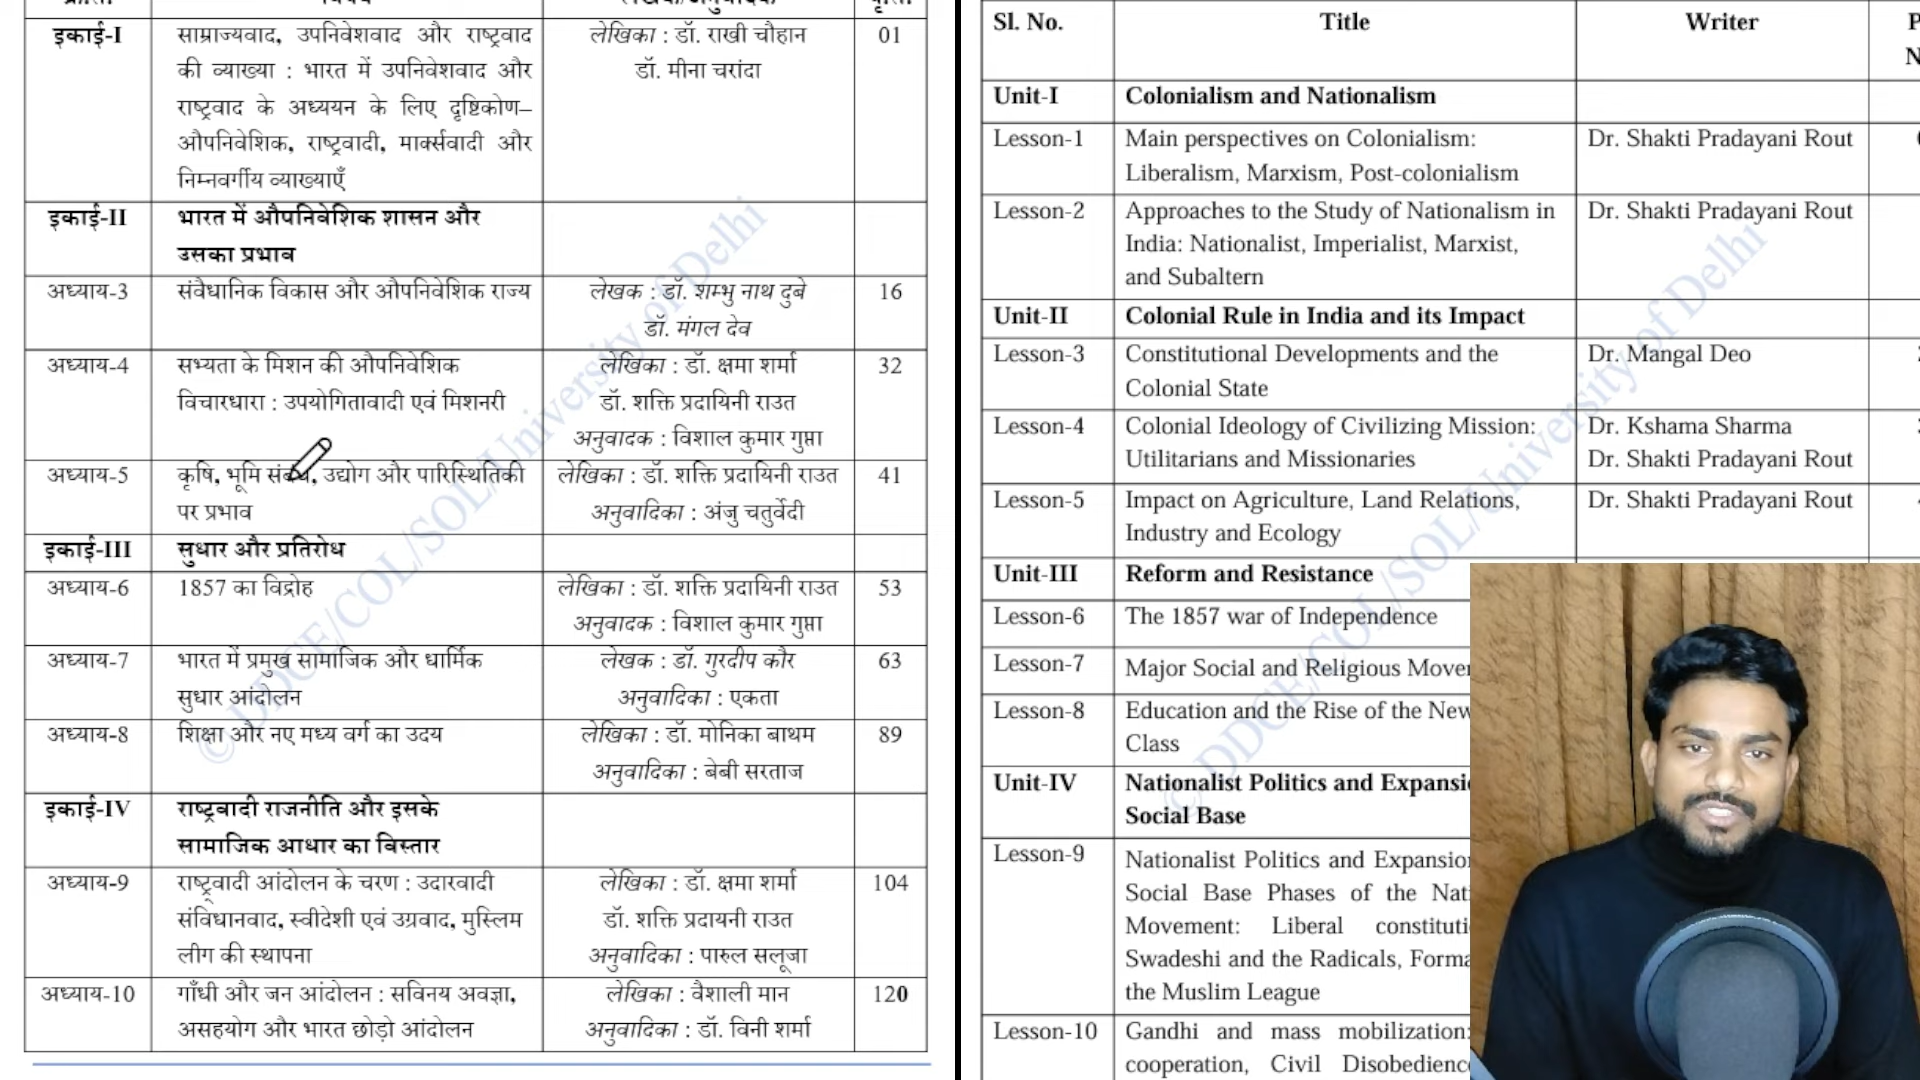 इकाई-I साम्राज्यवाद, उपनिवेशवाद और राष्ट्रवाद लेखिका : डॉ. राखी चौहान 01
की व्याख्या : भारत में उपनिवेशवाद और डॉ. मीना चरांदा
राष्ट्रवाद के अध्ययन के लिए दृष्टिकोण–
औपनिवेशिक, राष्ट्रवादी, मार्क्सवादी और
निम्नवर्गीय व्याख्याएँ
इकाई-II भारत में औपनिवेशिक शासन और
उसका प्रभाव
अध्याय-3 संवैधानिक विकास और औपनिवेशिक राज्य लेखक : डॉ. शम्भु नाथ दुबे 16
डॉ. मंगल देव
अध्याय-4 सभ्यता के मिशन की औपनिवेशिक लेखिका : डॉ. क्षमा शर्मा 32
विचारधारा : उपयोगितावादी एवं मिशनरी डॉ. शक्ति प्रदायिनी राउत
अनुवादक : विशाल कुमार गुप्ता
अध्याय-5 कृषि, भूमि उद्योग और पारिस्थितिकी लेखिका : डॉ. शक्ति प्रदायिनी राउत 41
पर प्रभाव अनुवादिका : अंजु चतुर्वेदी
इकाई-III सुधार और प्रतिरोध
अध्याय-6 1857 का विद्रोह लेखिका : डॉ. शक्ति प्रदायिनी राउत 53
अनुवादक : विशाल कुमार गुप्ता
अध्याय-7 भारत में प्रमुख सामाजिक और धार्मिक लेखक : डॉ. गुरदीप कौर 63
सुधार आंदोलन अनुवादिका : एकता
अध्याय-8 शिक्षा और नए मध्य वर्ग का उदय लेखिका : डॉ. मोनिका बाथम 89
अनुवादिका : बेबी सरताज
इकाई-IV राष्ट्रवादी राजनीति और इसके
सामाजिक आधार का विस्तार
अध्याय-9 राष्ट्रवादी आंदोलन के चरण : उदारवादी लेखिका : डॉ. क्षमा शर्मा 104
संविधानवाद, स्वीदेशी एवं उग्रवाद, मुस्लिम डॉ. शक्ति प्रदायनी राउत
लीग की स्थापना अनुवादिका : पारुल सलूजा
अध्याय-10 गाँधी और जन आंदोलन : सविनय अवज्ञा, लेखिका : वैशाली मान 120
असहयोग और भारत छोड़ो आंदोलन अनुवादिका : डॉ. विनी शर्मा
© DDCE/COL/SOL/University of Delhi
Sl. No. Title Writer
Unit-I Colonialism and Nationalism
Lesson-1 Main perspectives on Colonialism: Dr. Shakti Pradayani Rout
Liberalism, Marxism, Post-colonialism
Lesson-2 Approaches to the Study of Nationalism in Dr. Shakti Pradayani Rout
India: Nationalist, Imperialist, Marxist,
and Subaltern
Unit-II Colonial Rule in India and its Impact
Lesson-3 Constitutional Developments and the Dr. Mangal Deo
Colonial State
Lesson-4 Colonial Ideology of Civilizing Mission: Dr. Kshama Sharma
Utilitarians and Missionaries Dr. Shakti Pradayani Rout
Lesson-5 Impact on Agriculture, Land Relations, Dr. Shakti Pradayani Rout
Industry and Ecology
Unit-III Reform and Resistance
Lesson-6 The 1857 war of Independence
Lesson-7 Major Social and Religious
Lesson-8 Education and the Rise of the New
Class
Unit-IV Nationalist Politics and
Social Base
Lesson-9 Nationalist Politics and
Social Base Phases of the
Movement: Liberal
Swadeshi and the Radicals,
the Muslim League
Lesson-10 Gandhi and mass mobilization:
cooperation, Civil
© DDCE/COL/SOL/University of Delhi